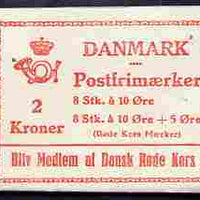 DANMARK
Postfrimærker
2
Kroner
8 Stk. à 10 Øre
8 Stk. à 10 Øre + 5 Øre
(Røde Kors Mærker)
Bliv Medlem af Dansk Røde Kors